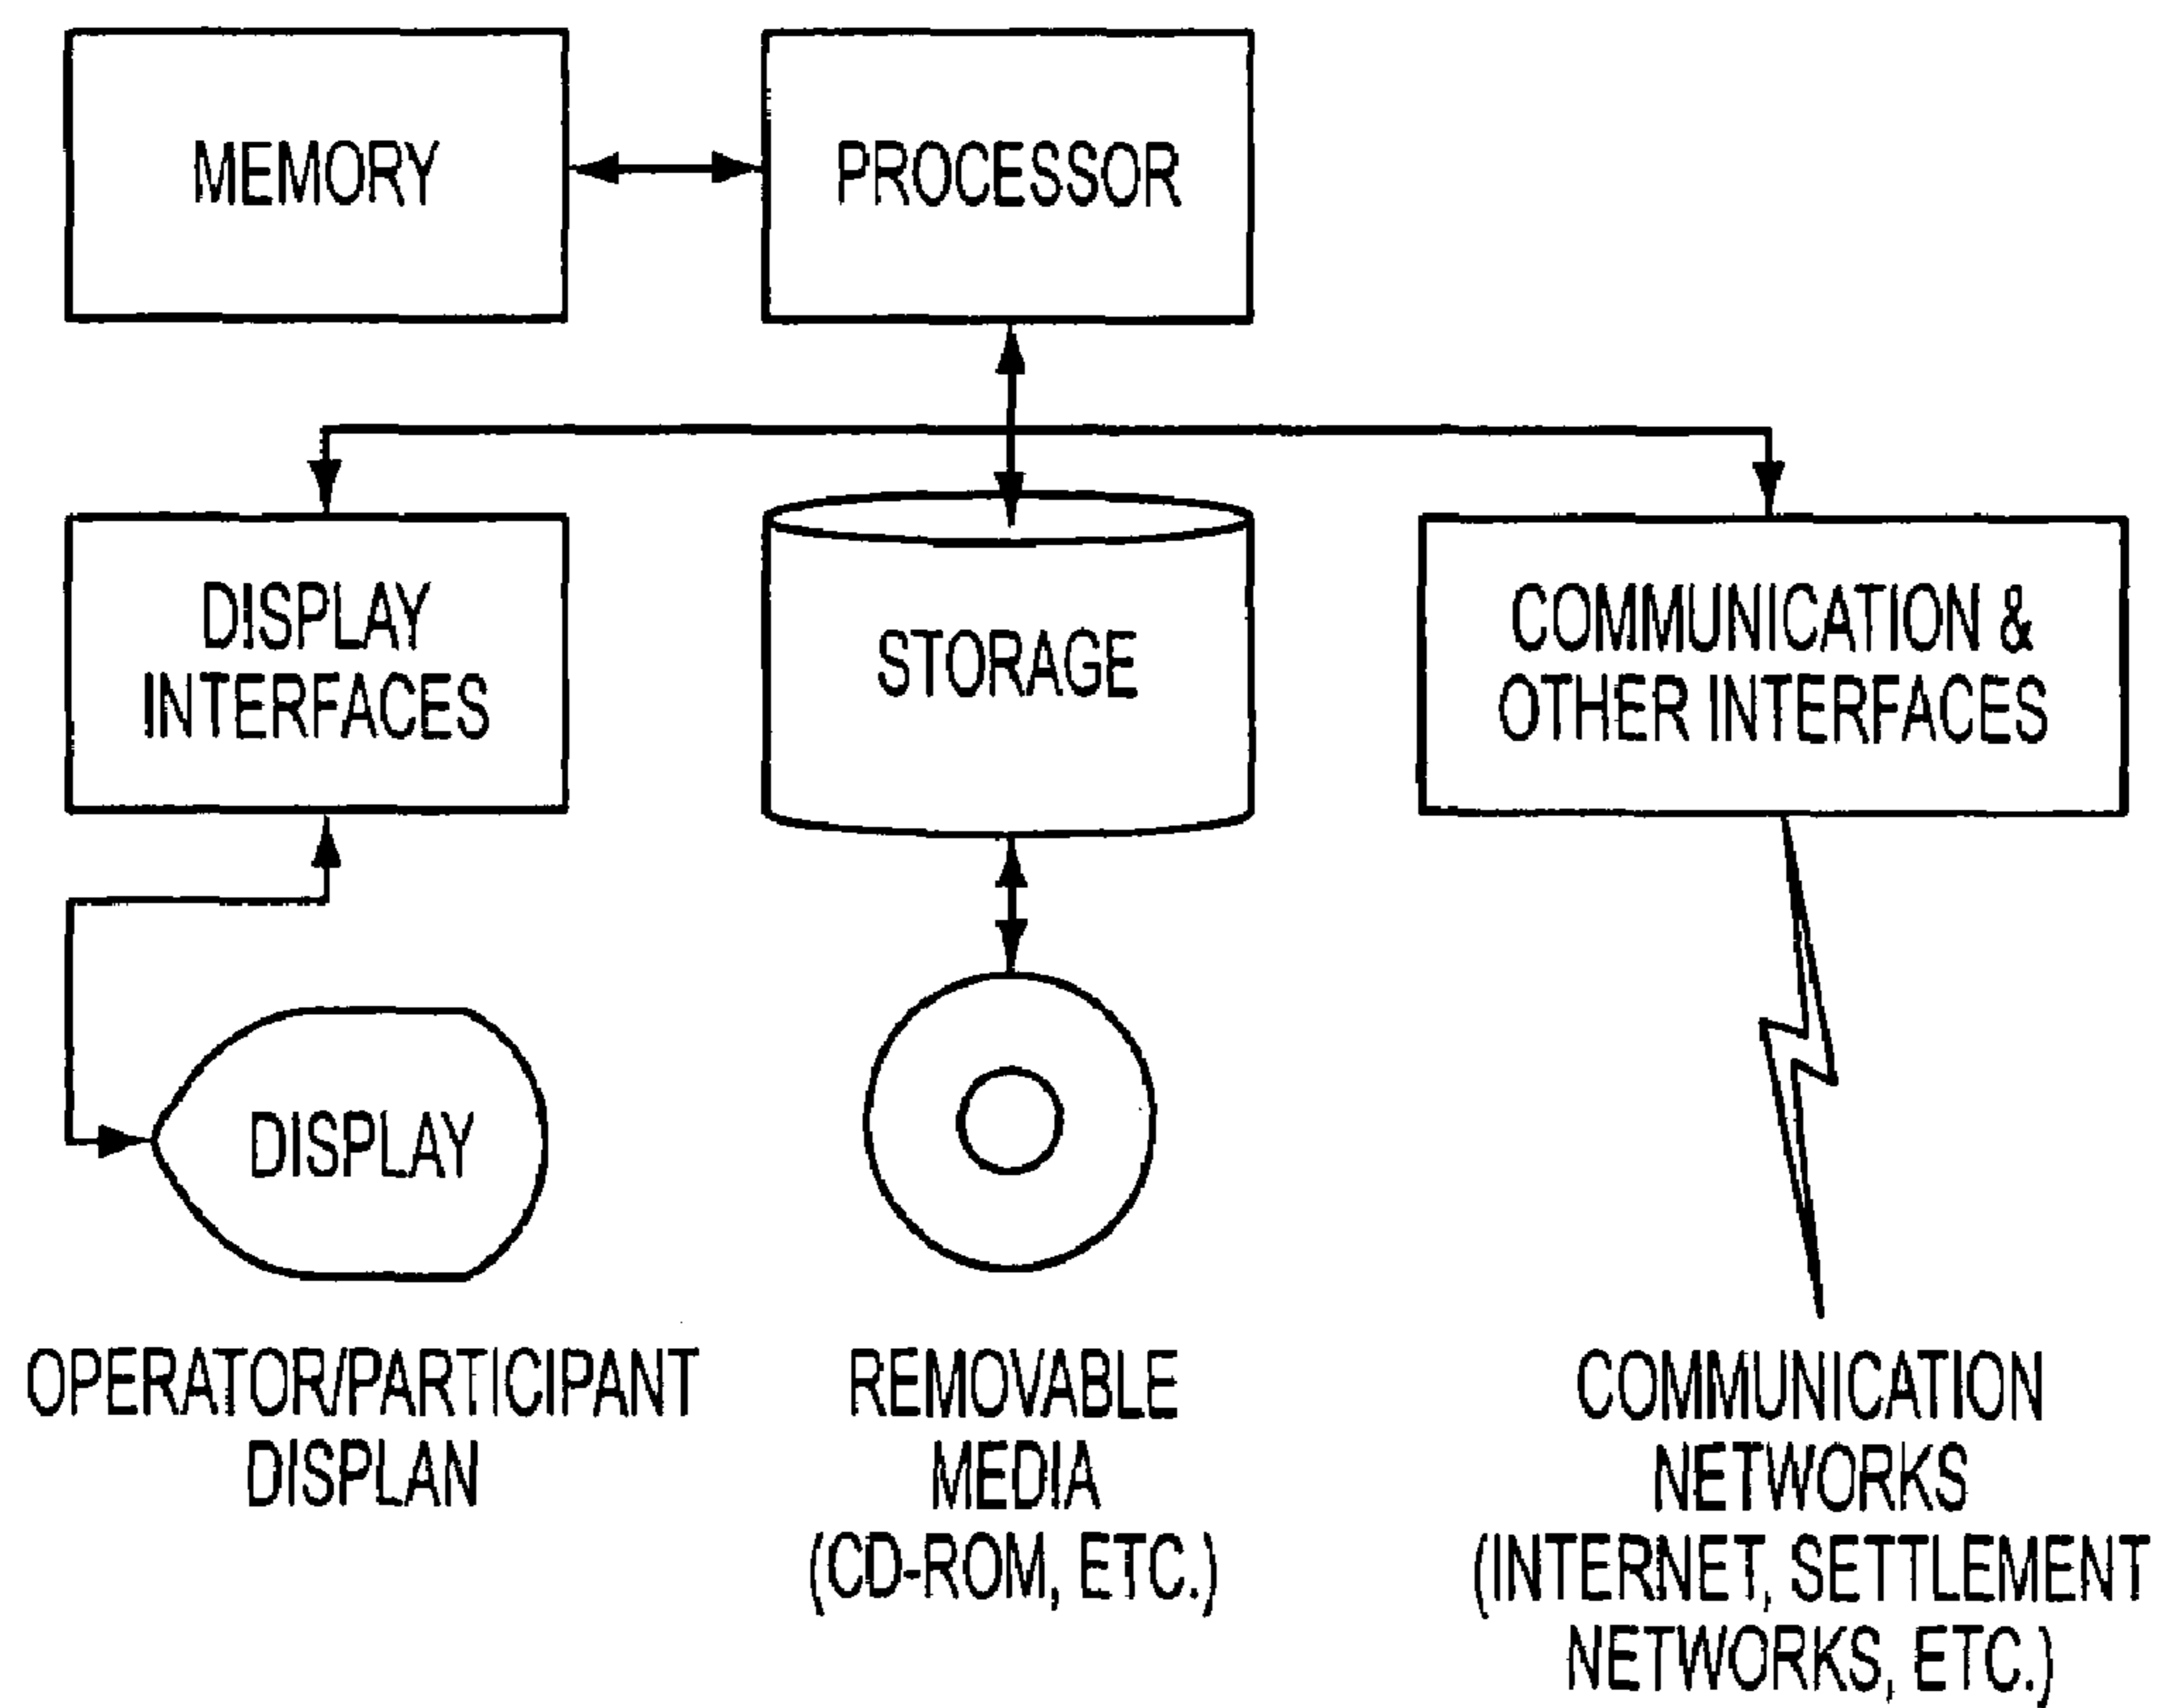 MEMORY
PROCESSOR
DISPLAY
INTERFACES
STORAGE
COMMUNICATION &
OTHER INTERFACES
DISPLAY
OPERATOR/PARTICIPANT
DISPLAN
REMOVABLE
MEDIA
(CD-ROM, ETC.)
COMMUNICATION
NETWORKS
(INTERNET, SETTLEMENT
NETWORKS, ETC.)